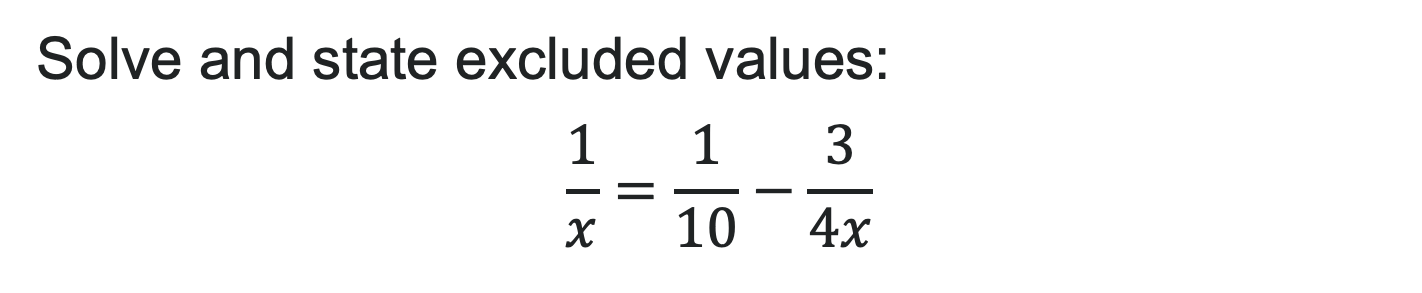 Solve and state excluded values:
1/x = 1/10 − 3/4x